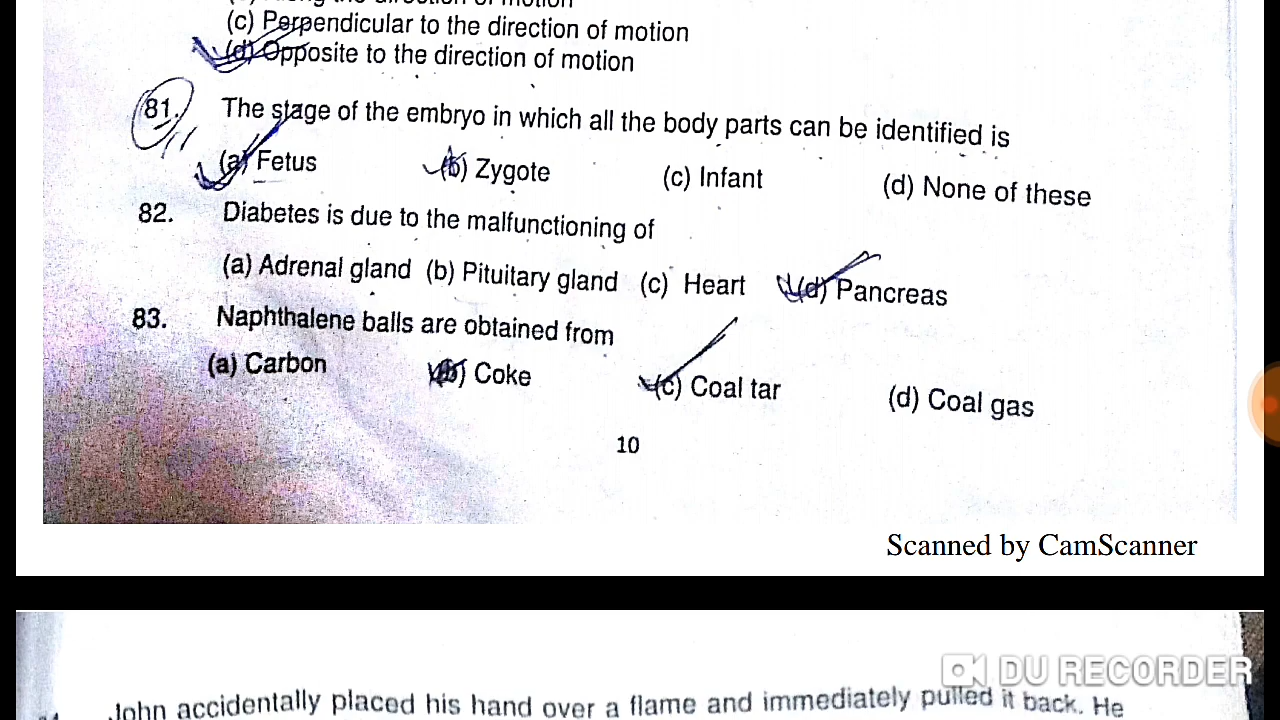 direction of motion
(c) Perpendicular to the direction of motion
(d) Opposite to the direction of motion
81. The stage of the embryo in which all the body parts can be identified is
(a) Fetus (b) Zygote (c) Infant (d) None of these
82. Diabetes is due to the malfunctioning of
(a) Adrenal gland (b) Pituitary gland (c) Heart (d) Pancreas
83. Naphthalene balls are obtained from
(a) Carbon (b) Coke (c) Coal tar (d) Coal gas
10
Scanned by CamScanner
DU RECORDER
John accidentally placed his hand over a flame and immediately pulled it back. He